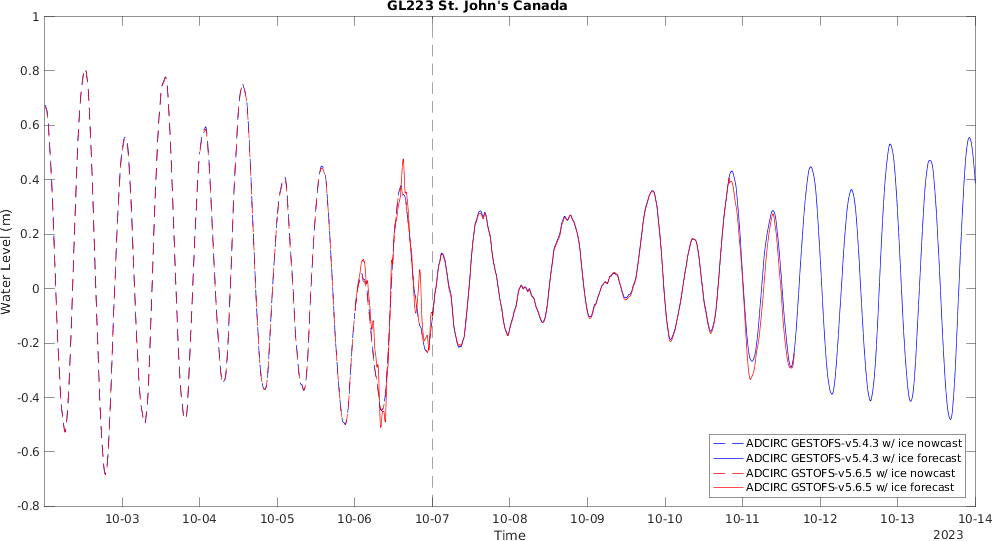 GL223 St. John's Canada
1
0.8
0.6
0.4
0.2
0
-0.2
-0.4
-0.6
-0.8
Water Level (m)
10-03 10-04 10-05 10-06 10-07 10-08 10-09 10-10 10-11 10-12 10-13 10-14
Time
2023
ADCIRC GESTOFS-v5.4.3 w/ ice nowcast
ADCIRC GESTOFS-v5.4.3 w/ ice forecast
ADCIRC GSTOFS-v5.6.5 w/ ice nowcast
ADCIRC GSTOFS-v5.6.5 w/ ice forecast